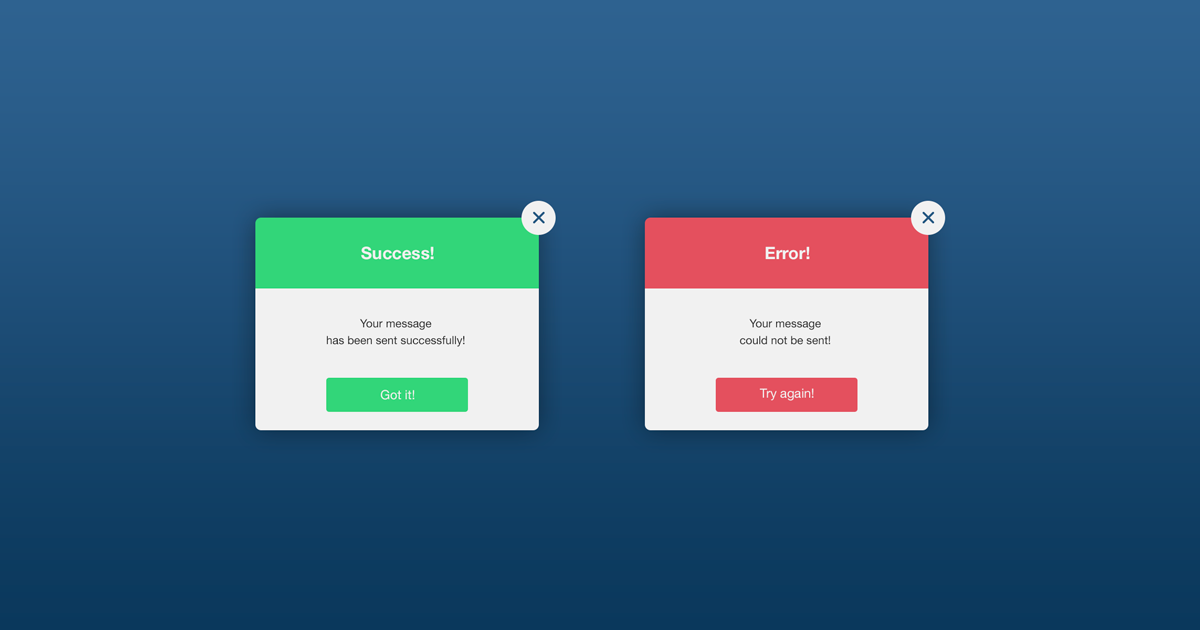 Success!
Your message
has been sent successfully!
Got it!
Error!
Your message
could not be sent!
Try again!